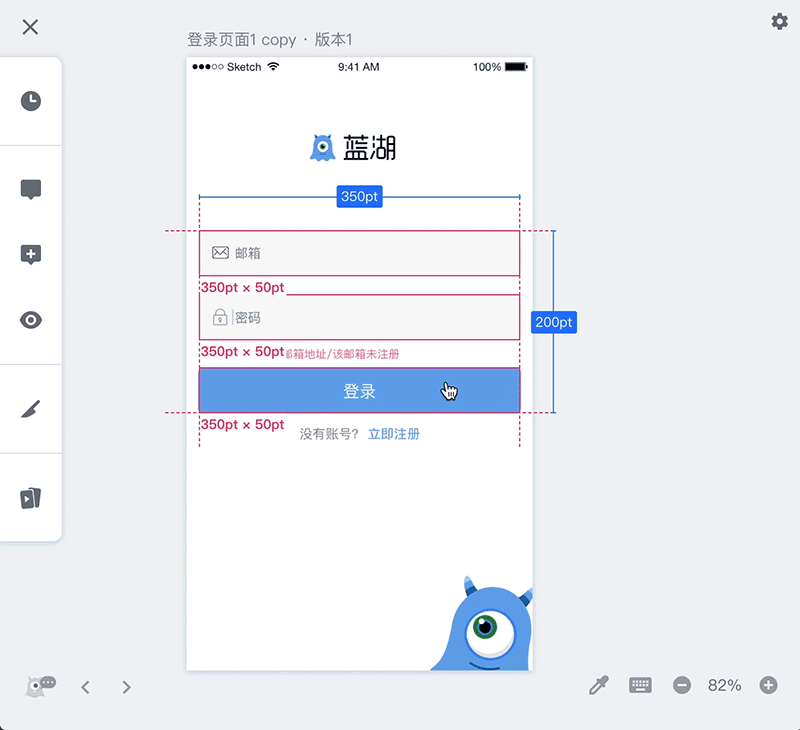 登录页面1 copy · 版本1
Sketch 9:41 AM 100%
蓝湖
350pt
邮箱
350pt × 50pt
密码
200pt
350pt × 50pt 箱地址/该邮箱未注册
登录
350pt × 50pt
没有账号? 立即注册
82%